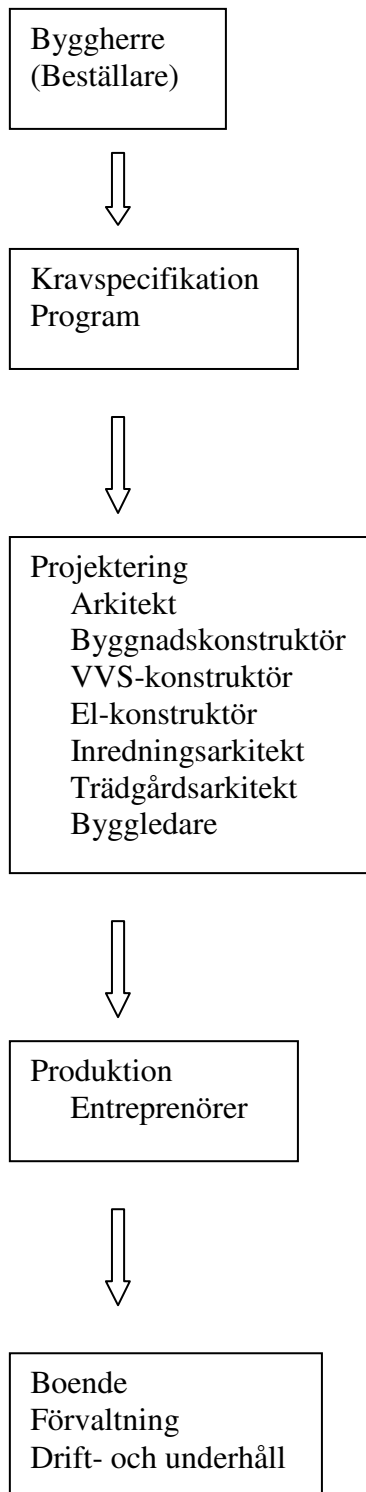 Byggherre
(Beställare)
Kravspecifikation
Program
Projektering
Arkitekt
Byggnadskonstruktör
VVS-konstruktör
El-konstruktör
Inredningsarkitekt
Trädgårdsarkitekt
Byggledare
Produktion
Entreprenörer
Boende
Förvaltning
Drift- och underhåll